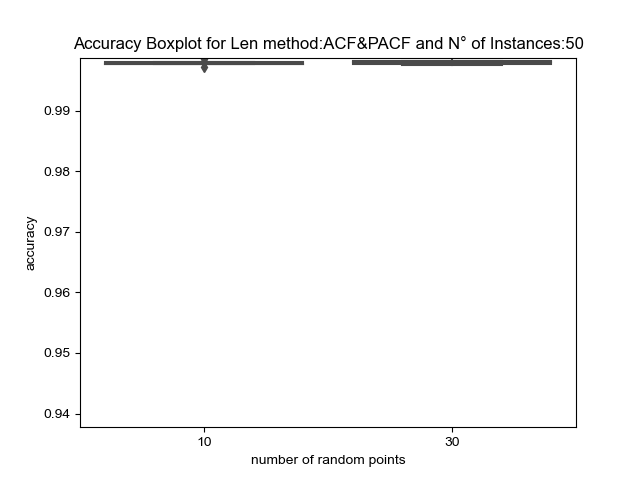 Accuracy Boxplot for Len method:ACF&PACF and N° of Instances:50
0.99
0.98
0.97
0.96
0.95
0.94
accuracy
10 30
number of random points